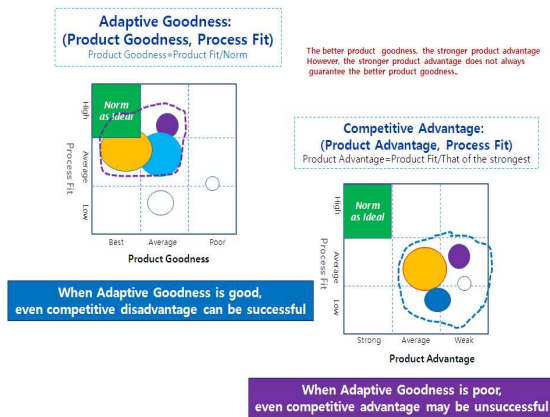 Adaptive Goodness:
(Product Goodness, Process Fit)
Product Goodness=Product Fit/Norm
The better product goodness, the stronger product advantage
However, the stronger product advantage does not always
guarantee the better product goodness..
Norm
as Ideal
High
Average
Low
Process Fit
Best Average Poor
Product Goodness
When Adaptive Goodness is good,
even competitive disadvantage can be successful
Competitive Advantage:
(Product Advantage, Process Fit)
Product Advantage=Product Fit/That of the strongest
Norm
as Ideal
High
Average
Low
Process Fit
Strong Average Weak
Product Advantage
When Adaptive Goodness is poor,
even competitive advantage may be unsuccessful